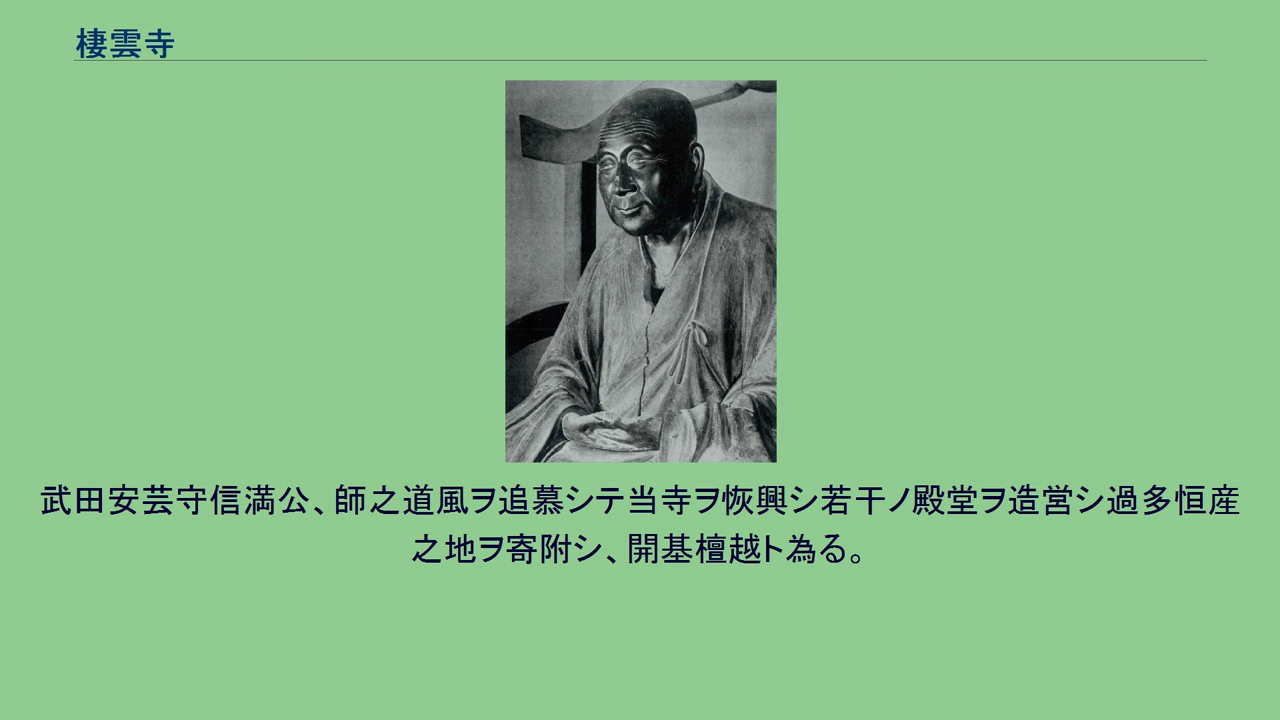 棲雲寺
武田安芸守信満公、師之道風ヲ追慕シテ当寺ヲ恢興シ若干ノ殿堂ヲ造営シ過多恒産
之地ヲ寄附シ、開基檀越ト為る。